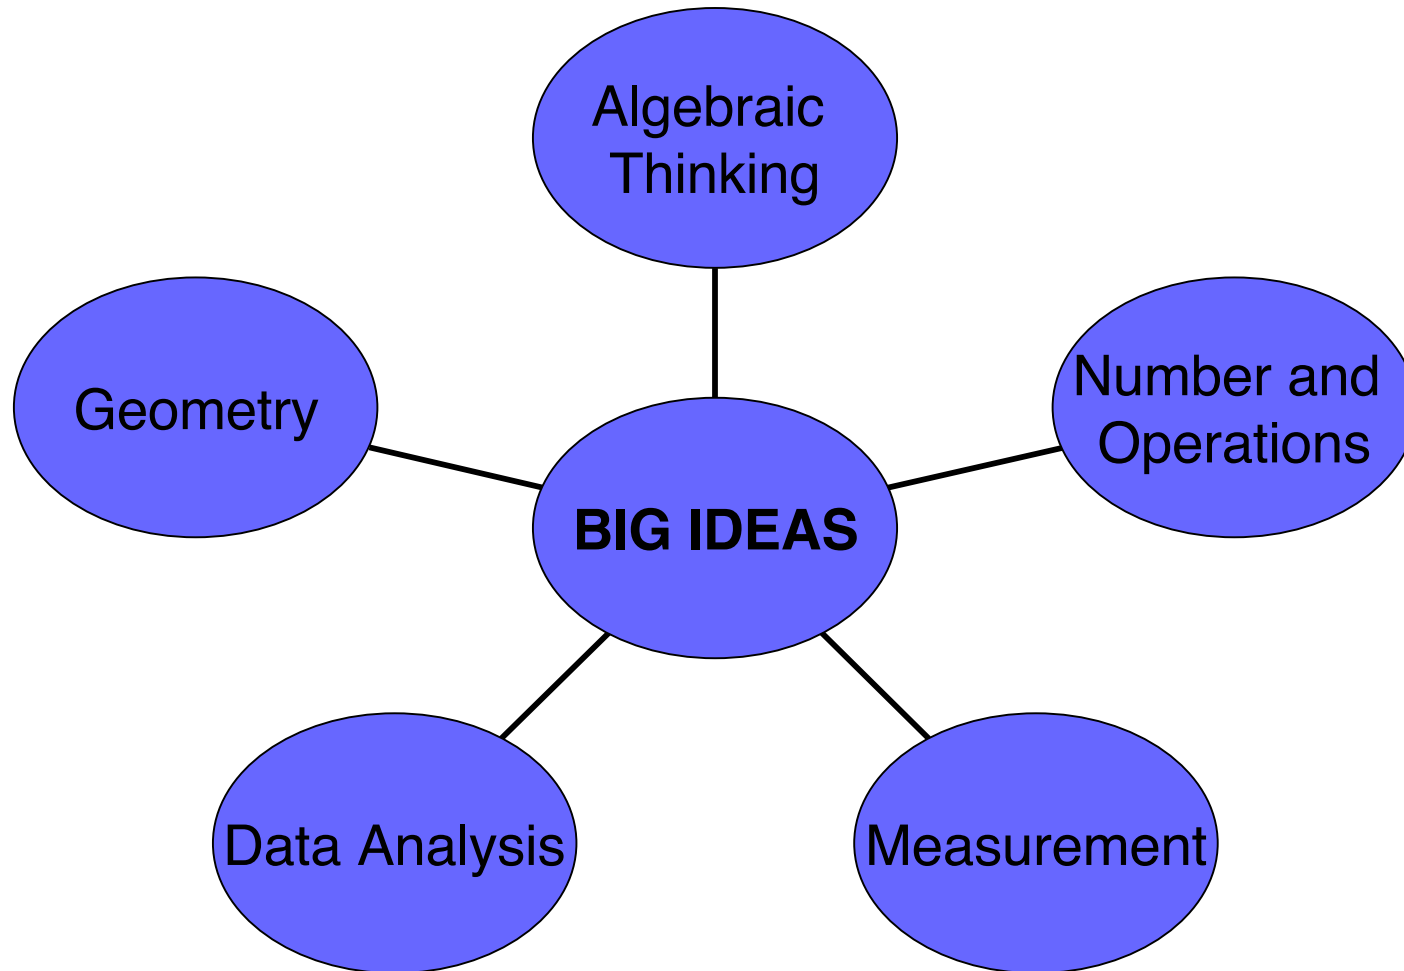 Algebraic
Thinking
Geometry
Number and
Operations
BIG IDEAS
Data Analysis
Measurement